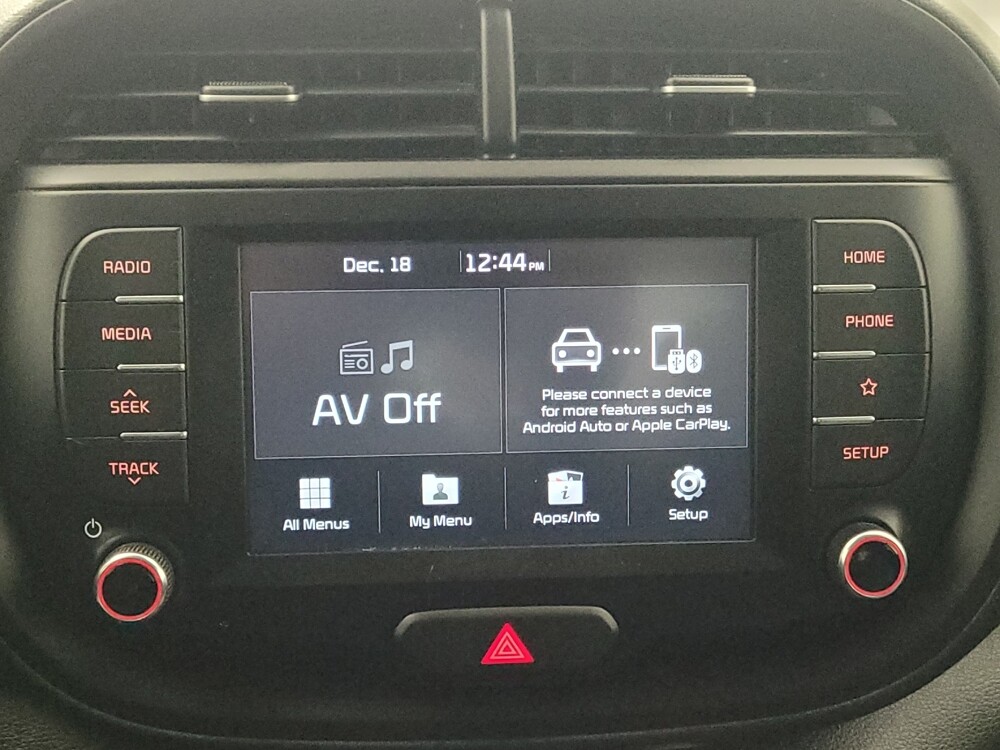 RADIO
MEDIA
SEEK
TRACK
Dec. 18
12:44 PM
AV Off
Please connect a device
for more features such as
Android Auto or Apple CarPlay.
All Menus
My Menu
Apps/Info
Setup
HOME
PHONE
SETUP